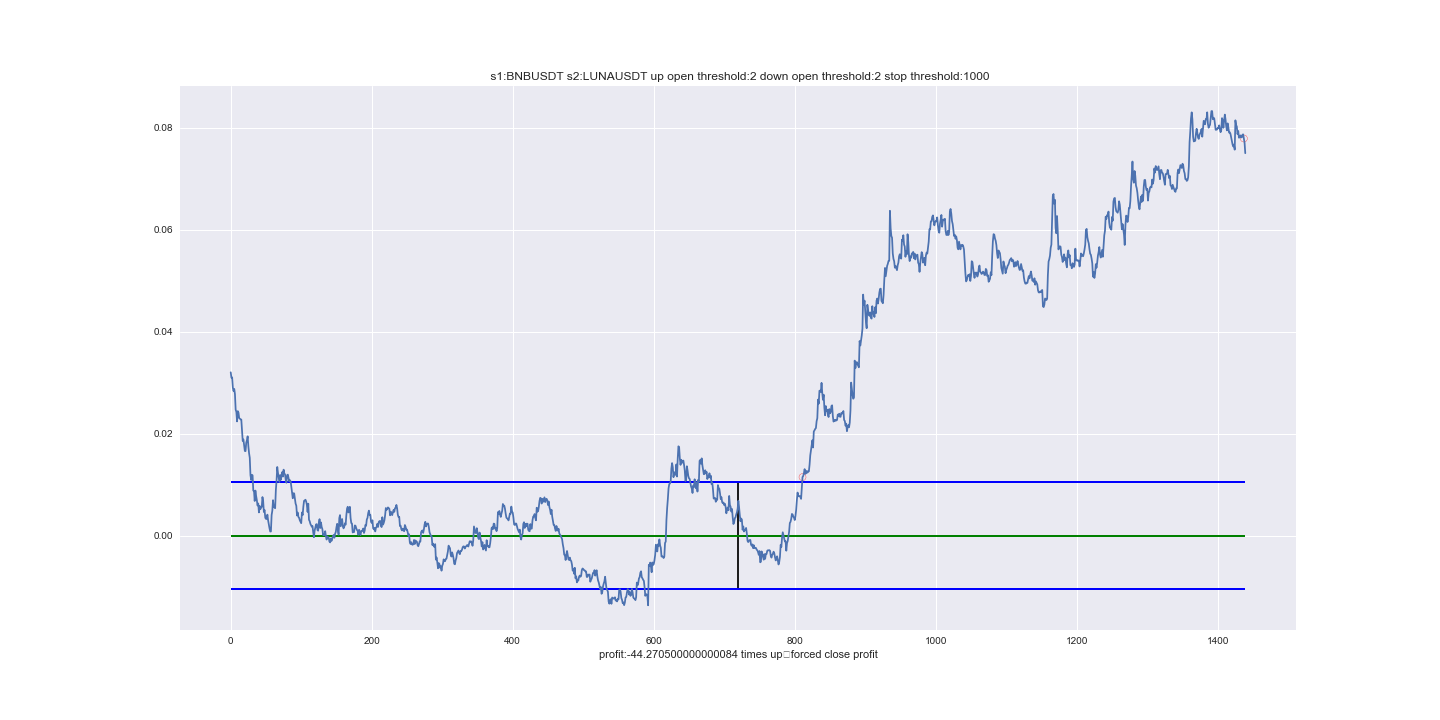 s1:BNBUSDT s2:LUNAUSDT up open threshold:2 down open threshold:2 stop threshold:1000
0.08
0.06
0.04
0.02
0.00
0 200 400 600 800 1000 1200 1400
profit:-44.270500000000084 times up□forced close profit